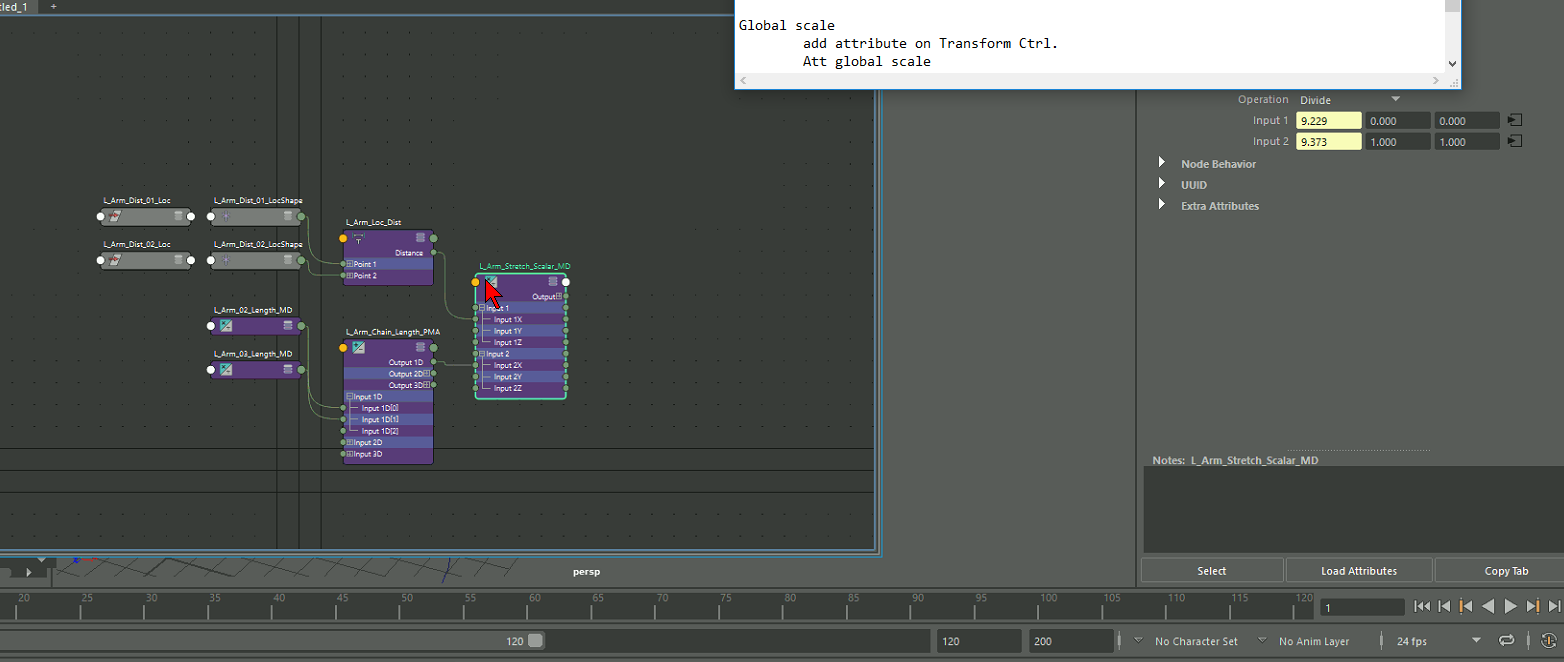 tled_1 +
Global scale
add attribute on Transform Ctrl.
Att global scale
Operation Divide
Input 1 9.229 0.000 0.000
Input 2 9.373 1.000 1.000
Node Behavior
UUID
Extra Attributes
L_Arm_Dist_01_Loc
L_Arm_Dist_01_LocShape
L_Arm_Dist_02_Loc
L_Arm_Dist_02_LocShape
L_Arm_Loc_Dist
Distance
Point 1
Point 2
L_Arm_02_Length_MD
L_Arm_03_Length_MD
L_Arm_Chain_Length_PMA
Output 1D
Output 2D
Output 3D
Input 1D
Input 1D[0]
Input 1D[1]
Input 1D[2]
Input 2D
Input 3D
L_Arm_Stretch_Scalar_MD
Output
Input 1
Input 1X
Input 1Y
Input 1Z
Input 2
Input 2X
Input 2Y
Input 2Z
Notes: L_Arm_Stretch_Scalar_MD
Select Load Attributes Copy Tab
persp
20 25 30 35 40 45 50 55 60 65 70 75 80 85 90 95 100 105 110 115 120
1
120 120 200 No Character Set No Anim Layer 24 fps